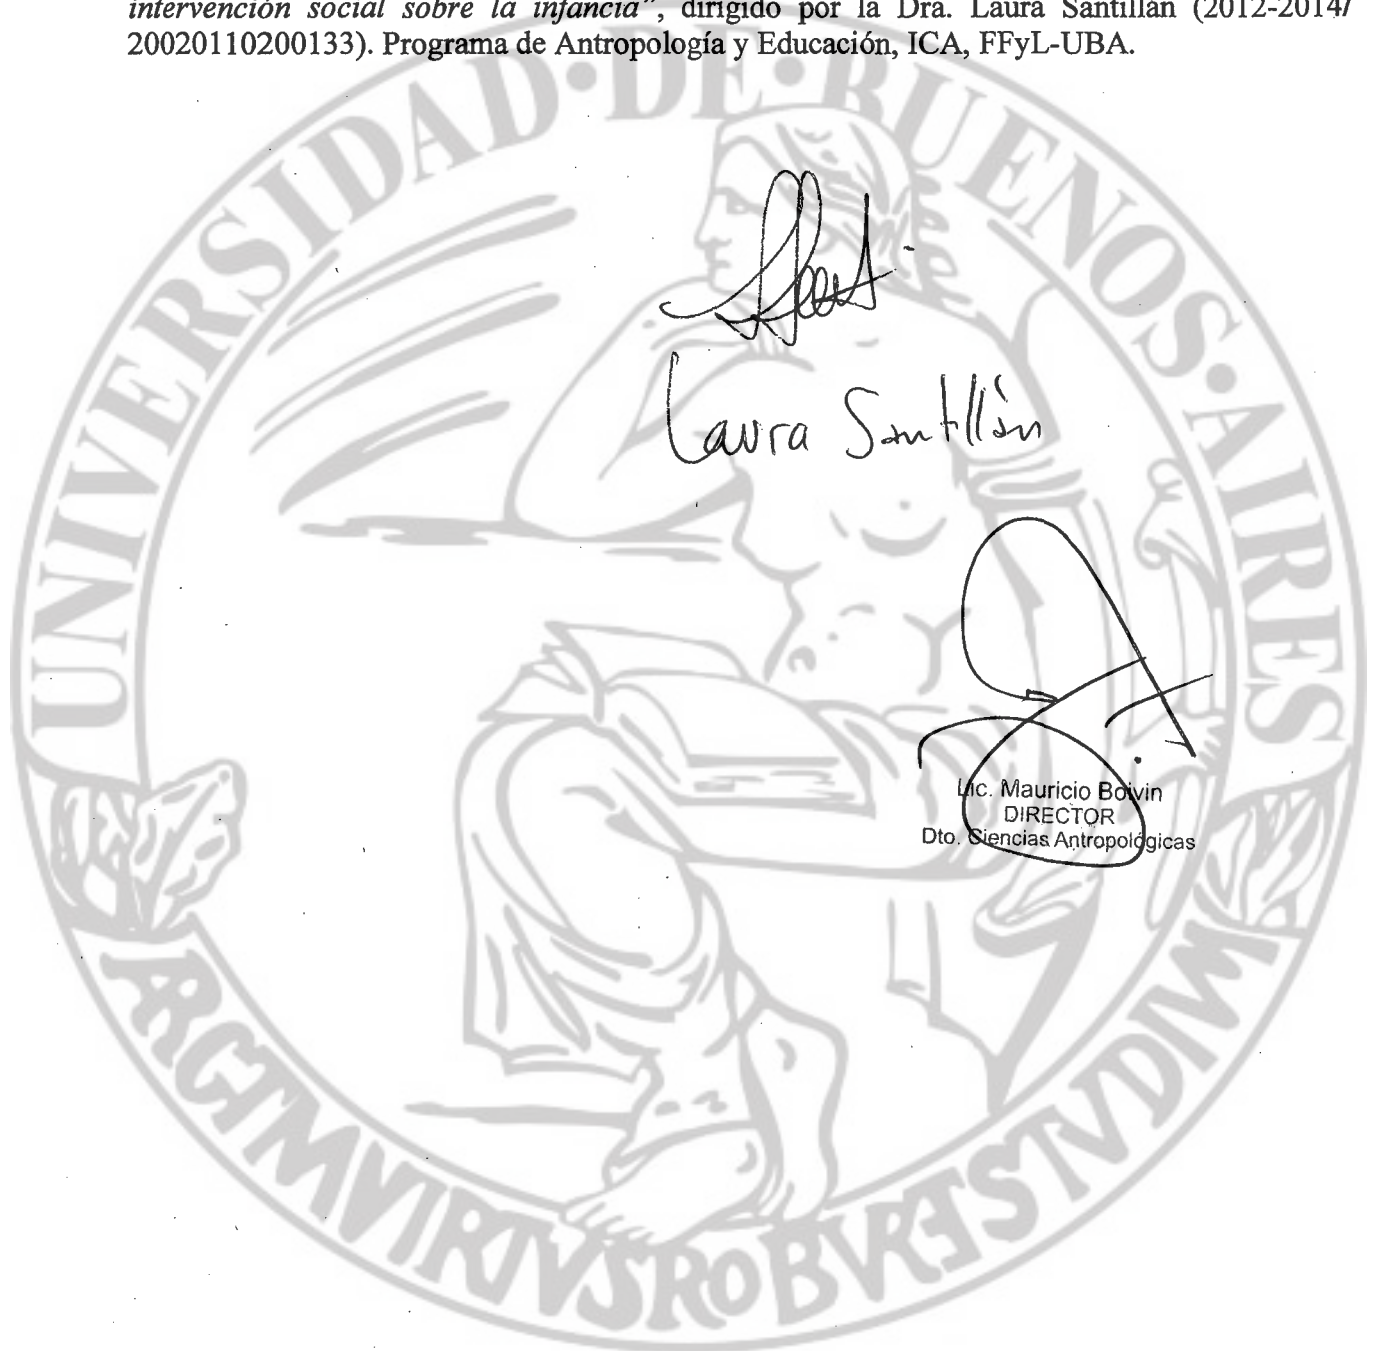 intervención social sobre la infancia", dirigido por la Dra. Laura Santillán (2012-2014/
20020110200133). Programa de Antropología y Educación, ICA, FFyL-UBA.
UNIVERSIDAD·DE·BUENOS·AIRES
Laura Santillán
Lic. Mauricio Boivin
DIRECTOR
Dto. Ciencias Antropológicas
ARGTMVIRTVSROBVRETSTVDIVM